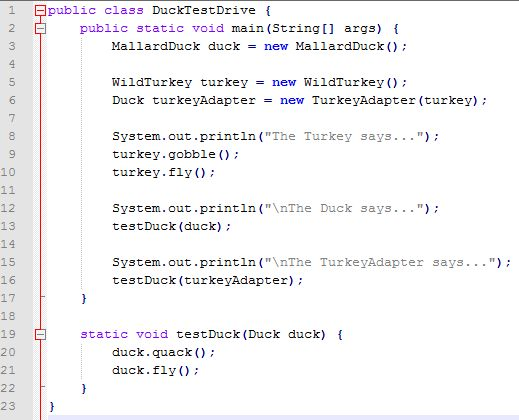 1 public class DuckTestDrive {
2 public static void main(String[] args) {
3 MallardDuck duck = new MallardDuck();
4
5 WildTurkey turkey = new WildTurkey();
6 Duck turkeyAdapter = new TurkeyAdapter(turkey);
7
8 System.out.println("The Turkey says...");
9 turkey.gobble();
10 turkey.fly();
11
12 System.out.println("\nThe Duck says...");
13 testDuck(duck);
14
15 System.out.println("\nThe TurkeyAdapter says...");
16 testDuck(turkeyAdapter);
17 }
18
19 static void testDuck(Duck duck) {
20 duck.quack();
21 duck.fly();
22 }
23 }